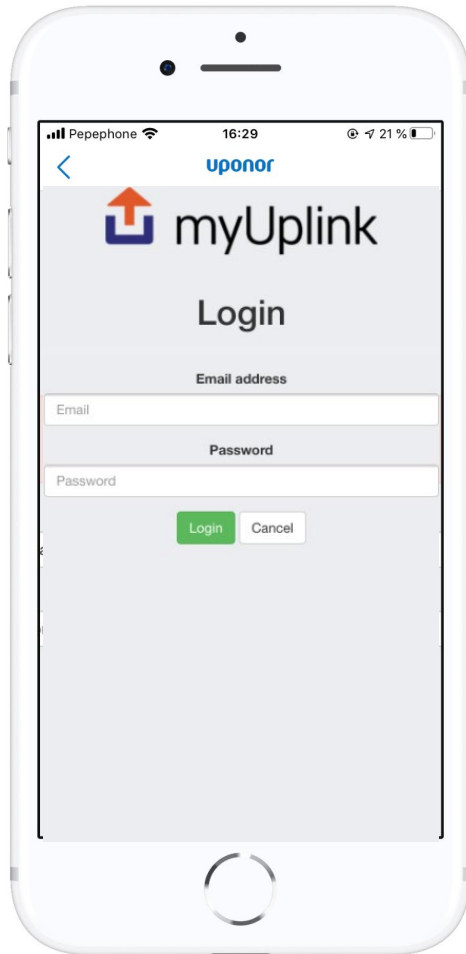 Pepephone 16:29 21 %
uponor
myUplink
Login
Email address
Email
Password
Password
Login Cancel